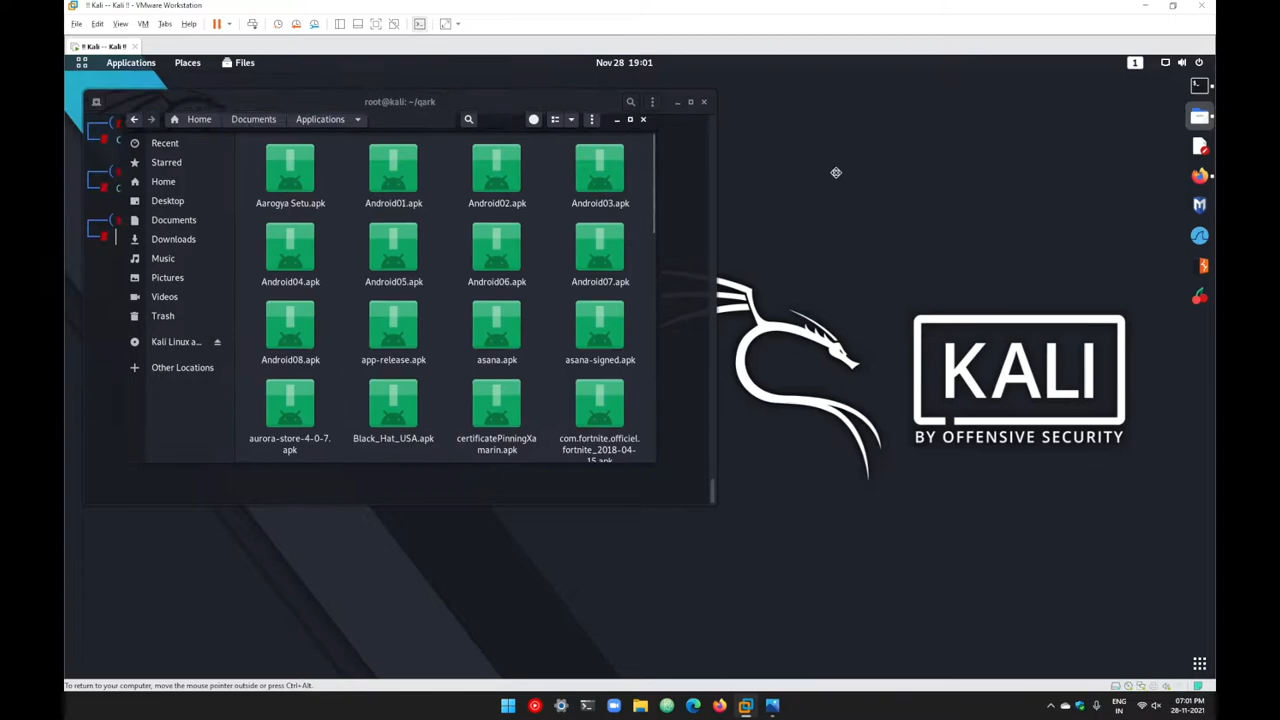 !! Kali -- Kali !! - VMware Workstation
File Edit View VM Tabs Help
!! Kali -- Kali !!
Applications Places Files Nov 28 19:01 1
root@kali: ~/qark
Home Documents Applications
Recent
Starred
Home
Desktop
Documents
Downloads
Music
Pictures
Videos
Trash
Kali Linux a...
Other Locations
Aarogya Setu.apk Android01.apk Android02.apk Android03.apk
Android04.apk Android05.apk Android06.apk Android07.apk
Android08.apk app-release.apk asana.apk asana-signed.apk
aurora-store-4-0-7.
apk
Black_Hat_USA.apk
certificatePinningXa
marin.apk
com.fortnite.officiel.
fortnite_2018-04-
15.apk
KALI
BY OFFENSIVE SECURITY
To return to your computer, move the mouse pointer outside or press Ctrl+Alt.
ENG
IN
07:01 PM
28-11-2021